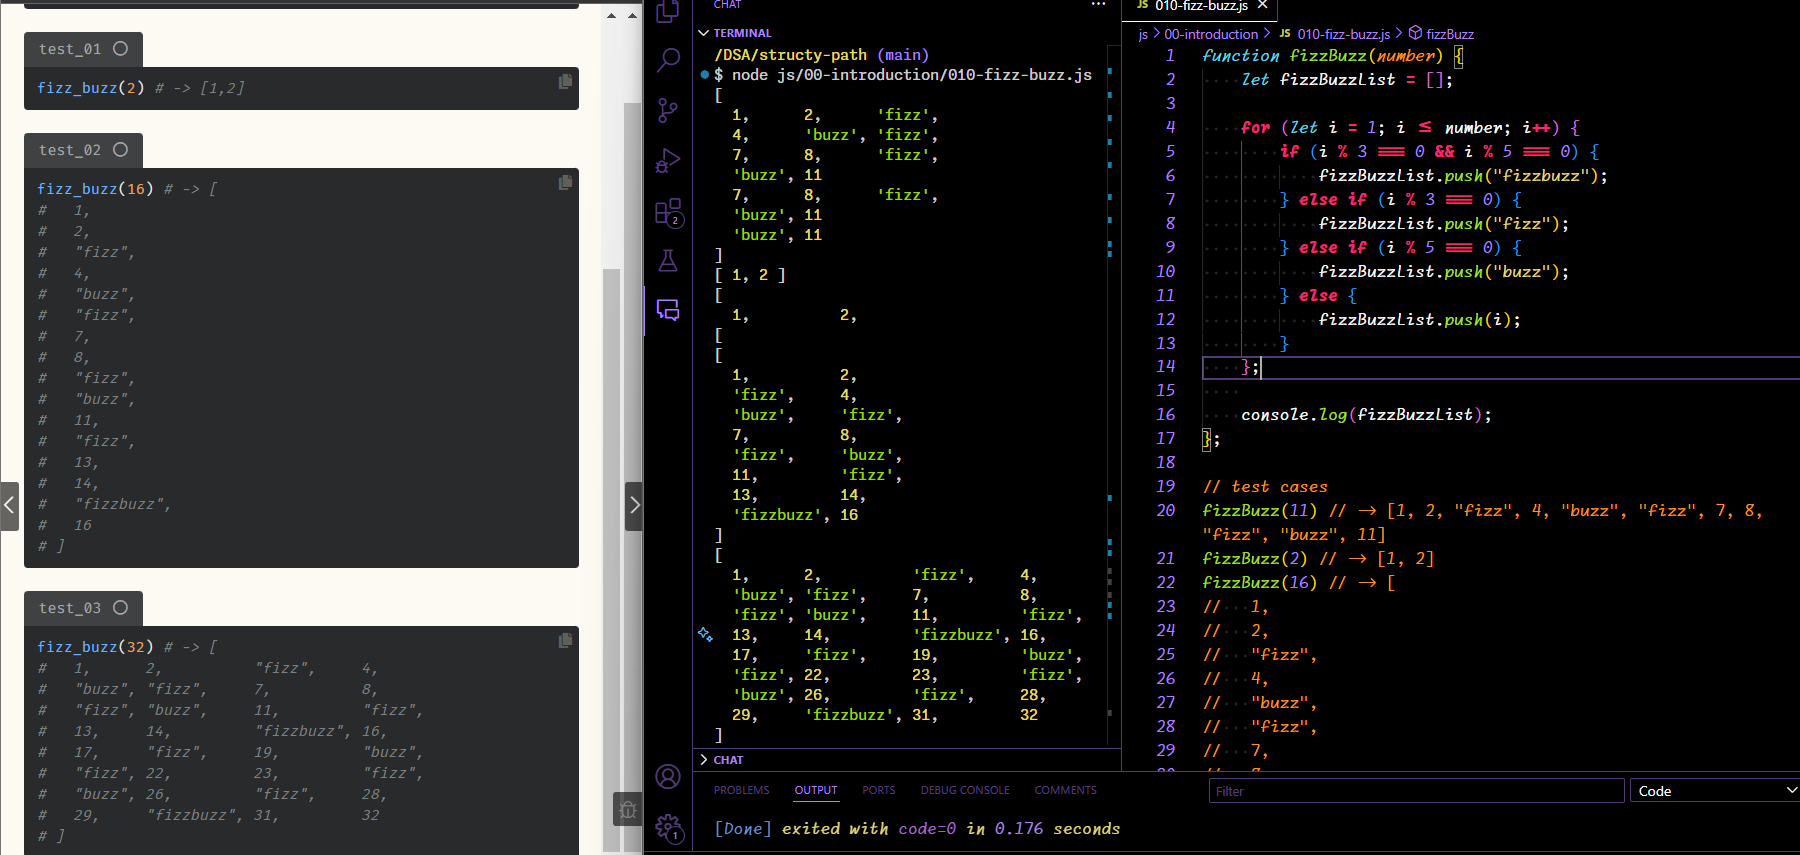 test_01
fizz_buzz(2) # -> [1,2]
test_02
fizz_buzz(16) # -> [
#   1,
#   2,
#   "fizz",
#   4,
#   "buzz",
#   "fizz",
#   7,
#   8,
#   "fizz",
#   "buzz",
#   11,
#   "fizz",
#   13,
#   14,
#   "fizzbuzz",
#   16
# ]
test_03
fizz_buzz(32) # -> [
#   1,      2,          "fizz",     4,
#   "buzz", "fizz",     7,          8,
#   "fizz", "buzz",     11,         "fizz",
#   13,     14,         "fizzbuzz", 16,
#   17,     "fizz",     19,         "buzz",
#   "fizz", 22,         23,         "fizz",
#   "buzz", 26,         "fizz",     28,
#   29,     "fizzbuzz", 31,         32
# ]
2
1
CHAT
TERMINAL
/DSA/structy-path (main)
$ node js/00-introduction/010-fizz-buzz.js
[
  1,      2,      'fizz',
  4,      'buzz', 'fizz',
  7,      8,      'fizz',
  'buzz', 11
  7,      8,      'fizz',
  'buzz', 11
  'buzz', 11
]
[ 1, 2 ]
[
  1,          2,
[
[
  1,          2,
  'fizz',     4,
  'buzz',     'fizz',
  7,          8,
  'fizz',     'buzz',
  11,         'fizz',
  13,         14,
  'fizzbuzz', 16
]
[
  1,      2,          'fizz',     4,
  'buzz', 'fizz',     7,          8,
  'fizz', 'buzz',     11,         'fizz',
  13,     14,         'fizzbuzz', 16,
  17,     'fizz',     19,         'buzz',
  'fizz', 22,         23,         'fizz',
  'buzz', 26,         'fizz',     28,
  29,     'fizzbuzz', 31,         32
]
CHAT
JS 010-fizz-buzz.js
js > 00-introduction > JS 010-fizz-buzz.js > fizzBuzz
1 function fizzBuzz(number) {
2     let fizzBuzzList = [];
3
4     for (let i = 1; i <= number; i++) {
5         if (i % 3 === 0 && i % 5 === 0) {
6             fizzBuzzList.push("fizzbuzz");
7         } else if (i % 3 === 0) {
8             fizzBuzzList.push("fizz");
9         } else if (i % 5 === 0) {
10             fizzBuzzList.push("buzz");
11         } else {
12             fizzBuzzList.push(i);
13         }
14     };
15
16     console.log(fizzBuzzList);
17 };
18
19 // test cases
20 fizzBuzz(11) // -> [1, 2, "fizz", 4, "buzz", "fizz", 7, 8,
"fizz", "buzz", 11]
21 fizzBuzz(2) // -> [1, 2]
22 fizzBuzz(16) // -> [
23 //   1,
24 //   2,
25 //   "fizz",
26 //   4,
27 //   "buzz",
28 //   "fizz",
29 //   7,
PROBLEMS OUTPUT PORTS DEBUG CONSOLE COMMENTS
Filter
Code
[Done] exited with code=0 in 0.176 seconds